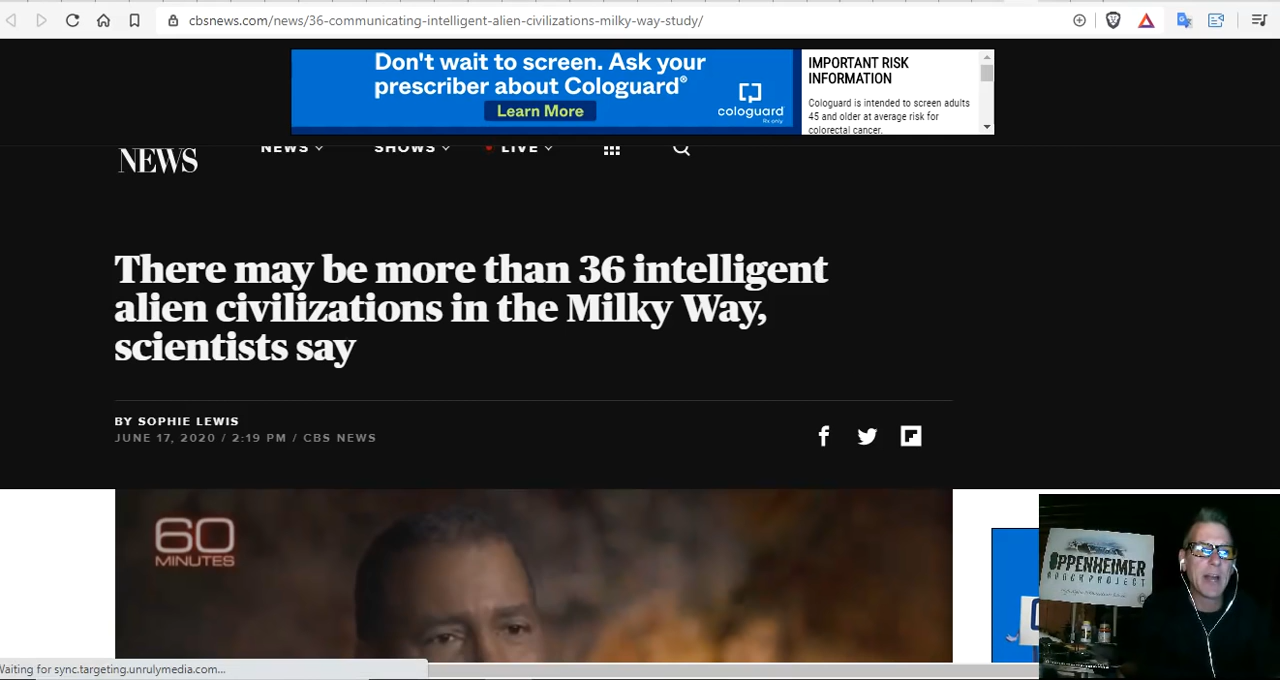 cbsnews.com/news/36-communicating-intelligent-alien-civilizations-milky-way-study/
Don't wait to screen. Ask your
prescriber about Cologuard®
Learn More
cologuard
Rx only
IMPORTANT RISK
INFORMATION
Cologuard is intended to screen adults
45 and older at average risk for
colorectal cancer.
NEWS
NEWS
SHOWS
LIVE
There may be more than 36 intelligent
alien civilizations in the Milky Way,
scientists say
BY SOPHIE LEWIS
JUNE 17, 2020 / 2:19 PM / CBS NEWS
60
MINUTES
OPPENHEIMER
Waiting for sync.targeting.unrulymedia.com...